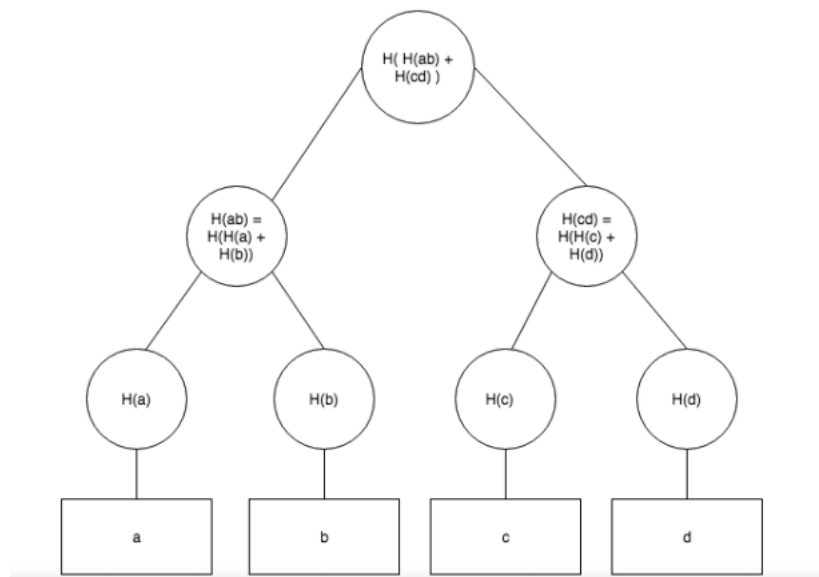 H( H(ab) +
H(cd) )
H(ab) =
H(H(a) +
H(b))
H(cd) =
H(H(c) +
H(d))
H(a)
H(b)
H(c)
H(d)
a
b
c
d